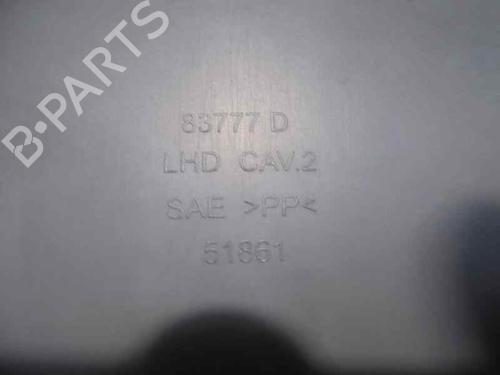 B-PARTS
83777 D
LHD CAV.2
SAE >PP<
51861